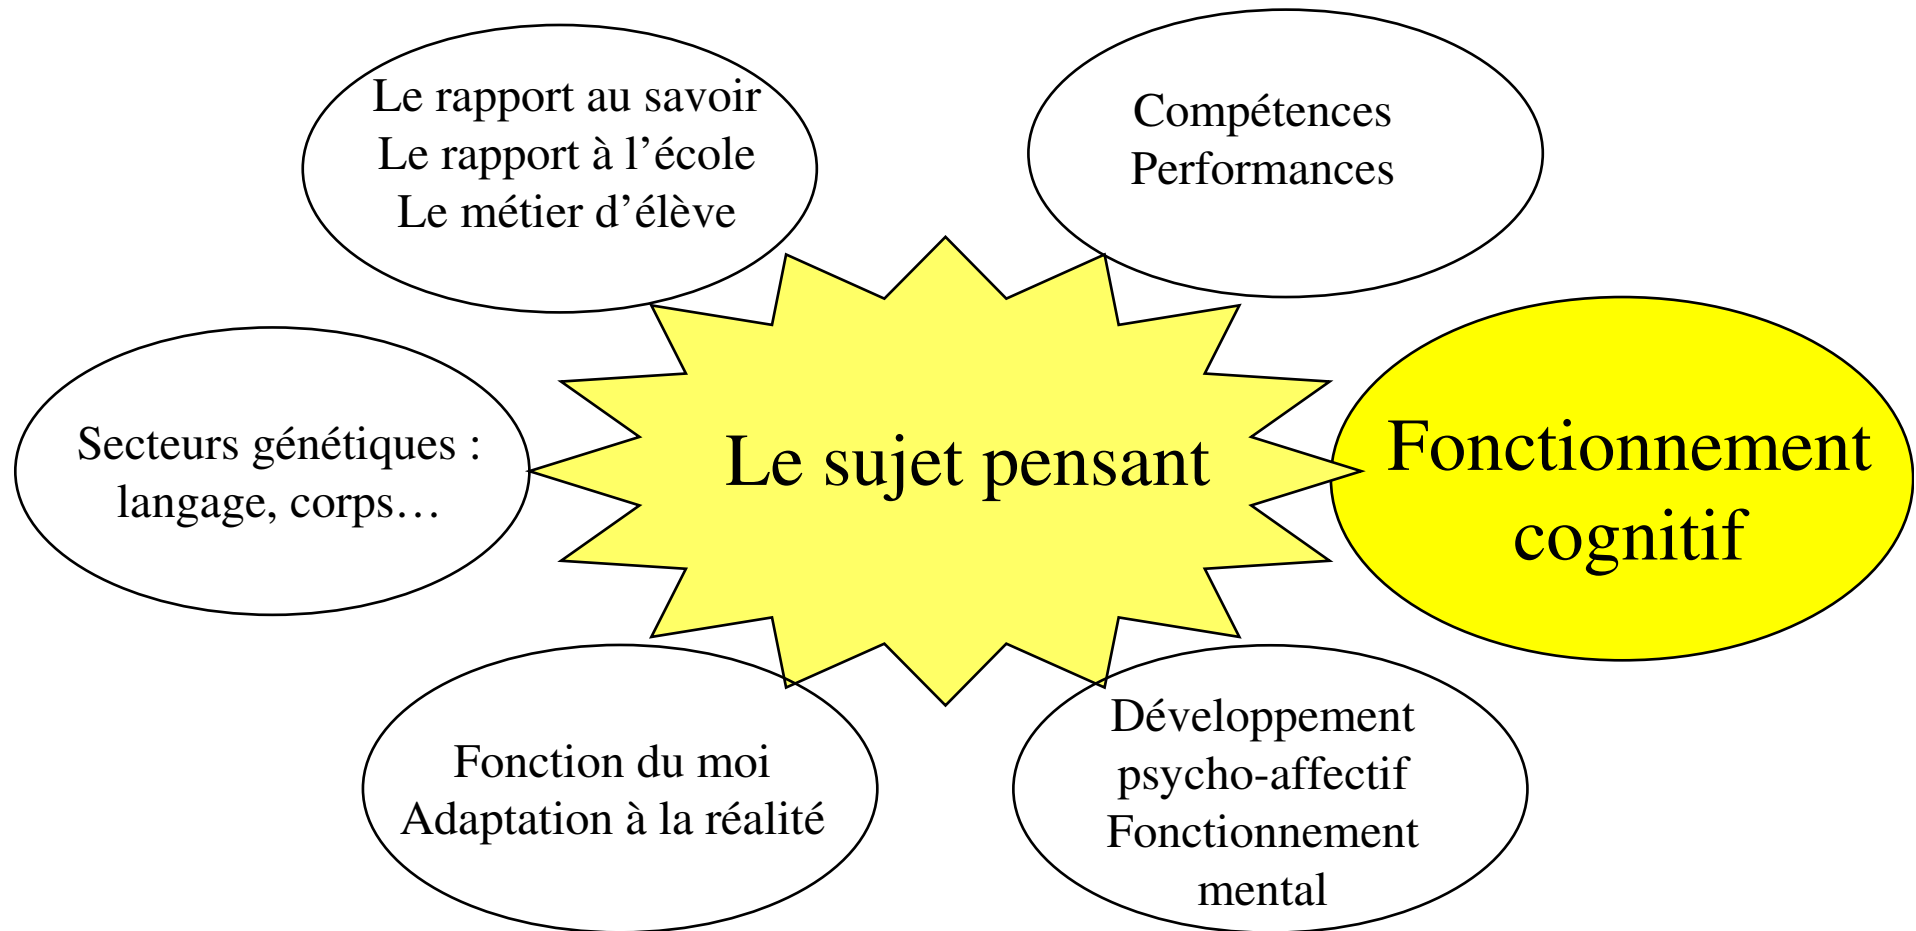 Le rapport au savoir
Le rapport à l’école
Le métier d’élève
Compétences
Performances
Secteurs génétiques :
langage, corps…
Le sujet pensant
Fonctionnement
cognitif
Fonction du moi
Adaptation à la réalité
Développement
psycho-affectif
Fonctionnement
mental